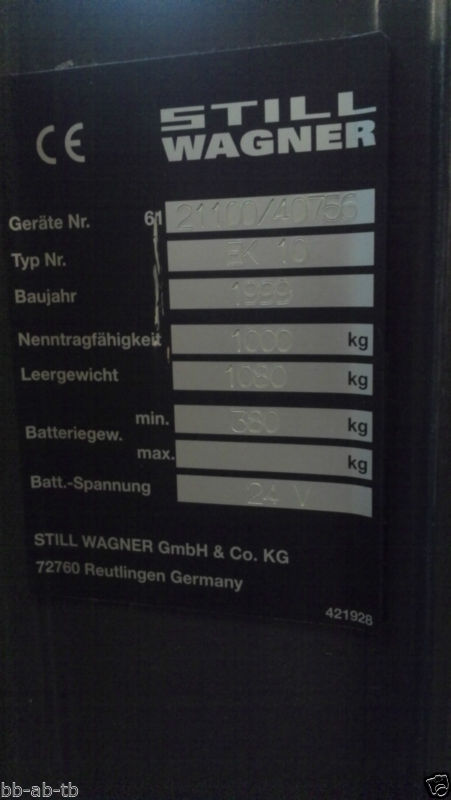 CE
STILL
WAGNER
Geräte Nr. 61 21100/40756
Typ Nr. EK 10
Baujahr 1999
Nenntragfähigkeit 1000 kg
Leergewicht 1080 kg
Batteriegew. min. 380 kg
max. kg
Batt.-Spannung 24 V
STILL WAGNER GmbH & Co. KG
72760 Reutlingen Germany
421928
bb-ab-tb